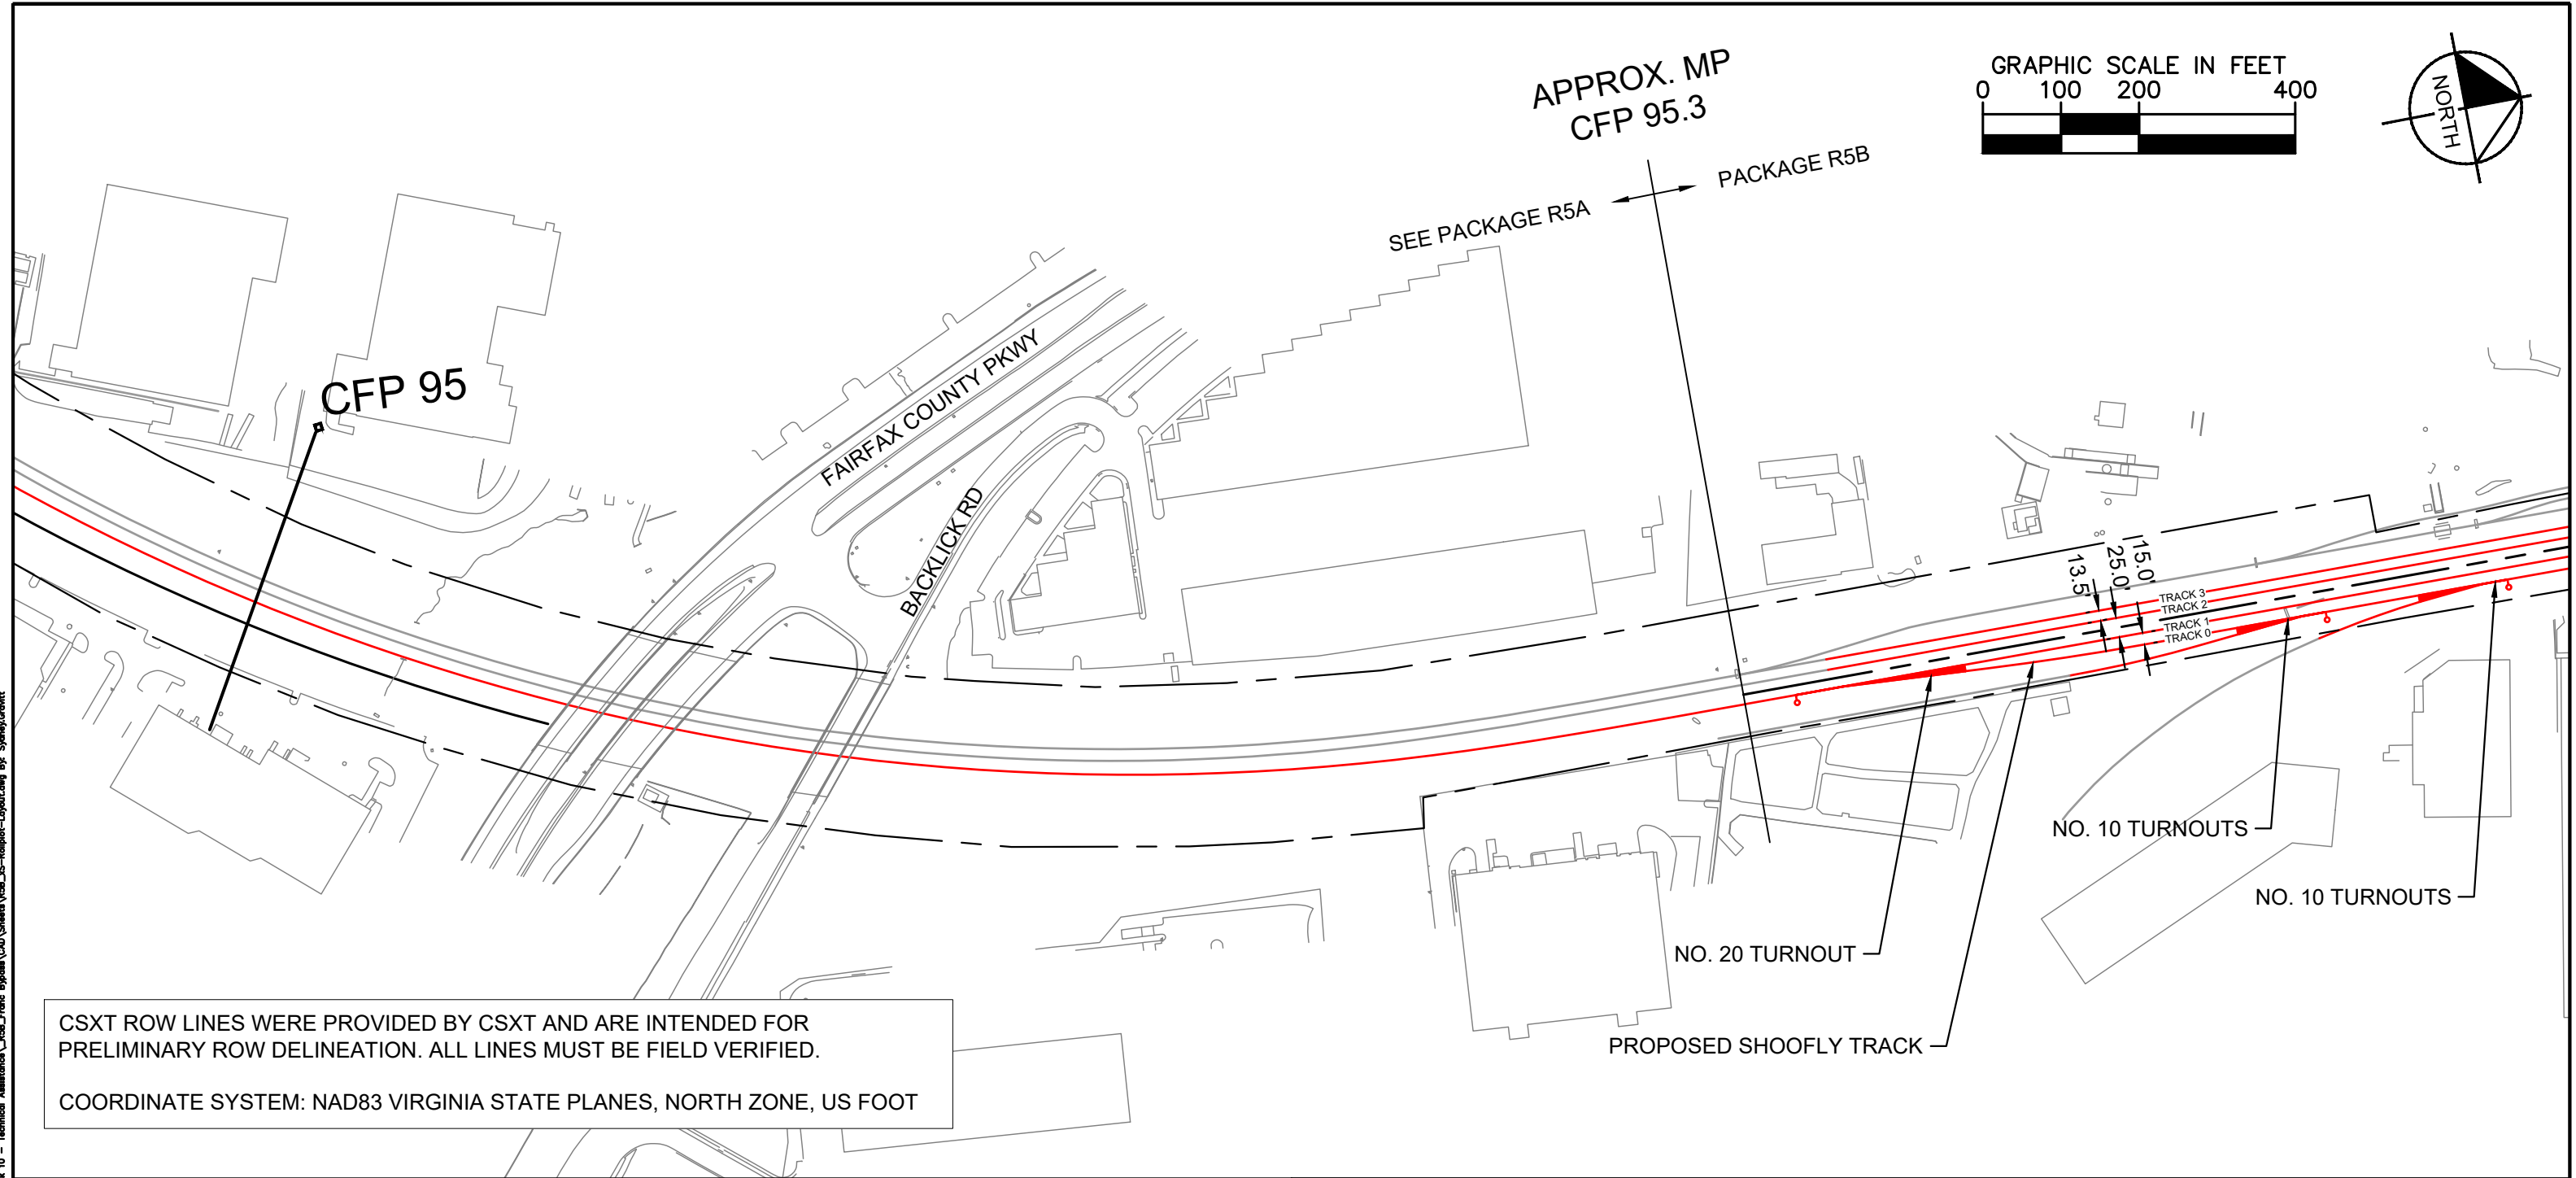 APPROX. MP
CFP 95.3
GRAPHIC SCALE IN FEET
0 100 200 400
NORTH
SEE PACKAGE R5A
PACKAGE R5B
CFP 95
FAIRFAX COUNTY PKWY
BACKLICK RD
13.5'
25.0'
15.0'
TRACK 3
TRACK 2
TRACK 1
TRACK 0
NO. 10 TURNOUTS
NO. 10 TURNOUTS
NO. 20 TURNOUT
PROPOSED SHOOFLY TRACK
CSXT ROW LINES WERE PROVIDED BY CSXT AND ARE INTENDED FOR
PRELIMINARY ROW DELINEATION. ALL LINES MUST BE FIELD VERIFIED.
COORDINATE SYSTEM: NAD83 VIRGINIA STATE PLANES, NORTH ZONE, US FOOT